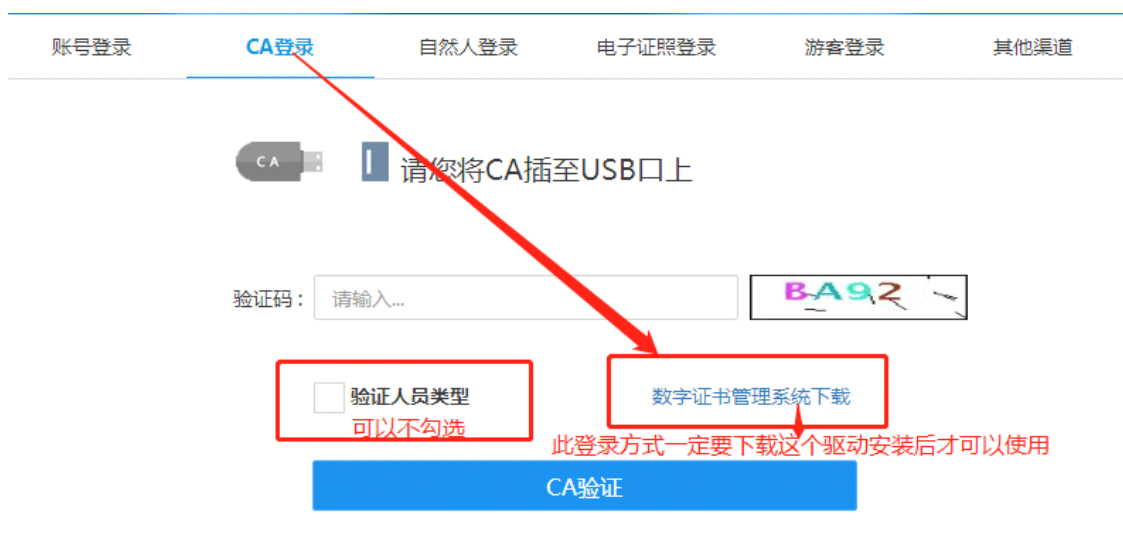 账号登录 CA登录 自然人登录 电子证照登录 游客登录 其他渠道
CA 请您将CA插至USB口上
验证码: 请输入... BA92
验证人员类型 数字证书管理系统下载
可以不勾选
此登录方式一定要下载这个驱动安装后才可以使用
CA验证